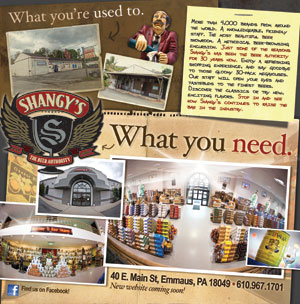 What you're used to.
More than 4,000 brands from around
the world. A knowledgable, friendly
staff. The most beautiful beer
showroom. A refreshing beer-browsing
excursion. Just some of the reasons
Shangy's has been the beer authority
for 30 years now. Enjoy a refreshing
shopping experience, and say goodbye
to those gloomy 30-pack warehouses.
Our staff will open your eyes and
tastebuds to the finest beers.
Discover the classics or try new,
exciting flavors. Stop in and see
how Shangy's continues to raise the
bar in the industry.
SHANGY'S
S
THE BEER AUTHORITY
What you need.
40 E. Main St, Emmaus, PA 18049 • 610.967.1701
New website coming soon!
f Find us on Facebook!